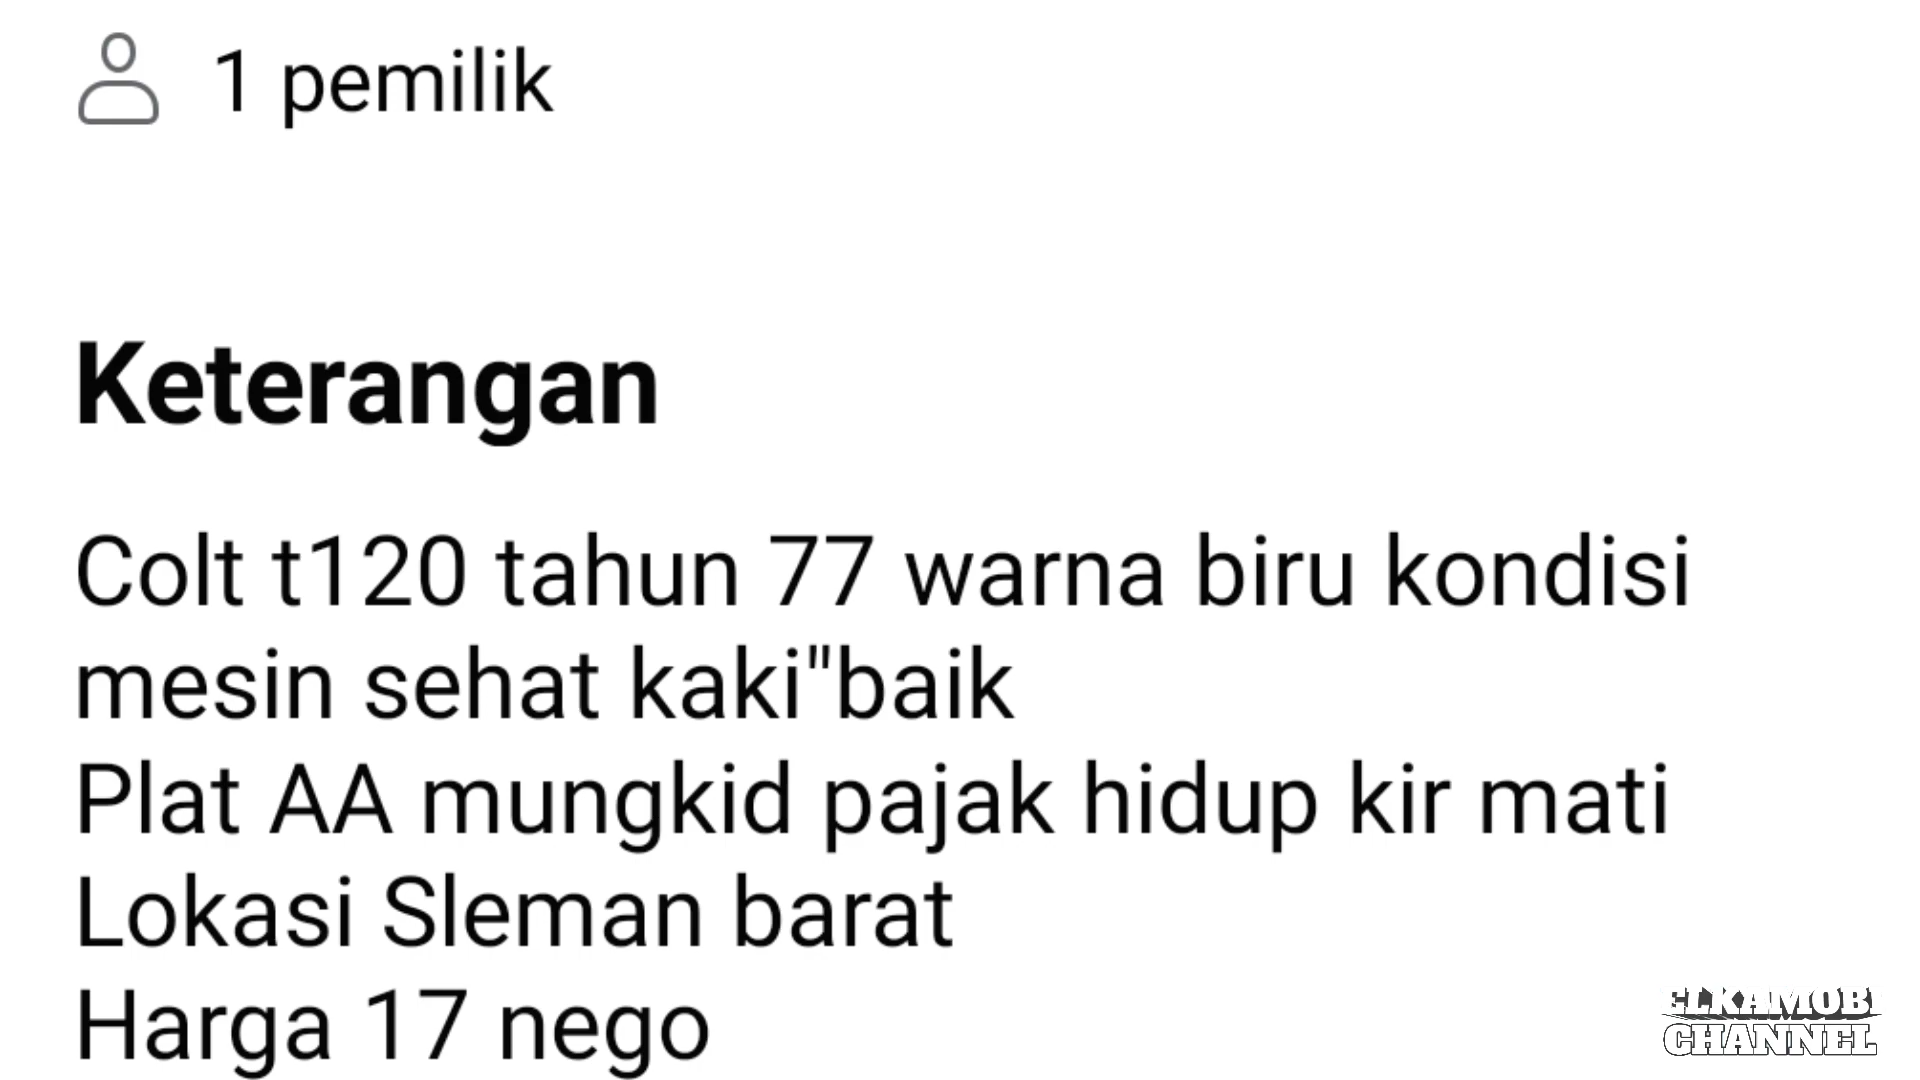 1 pemilik
Keterangan
Colt t120 tahun 77 warna biru kondisi
mesin sehat kaki"baik
Plat AA mungkid pajak hidup kir mati
Lokasi Sleman barat
Harga 17 nego
ELKAMOBI
CHANNEL